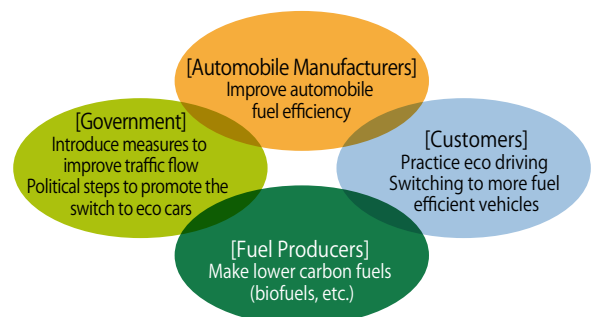 [Automobile Manufacturers]
Improve automobile
fuel efficiency
[Government]
Introduce measures to
improve traffic flow
Political steps to promote the
switch to eco cars
[Customers]
Practice eco driving
Switching to more fuel
efficient vehicles
[Fuel Producers]
Make lower carbon fuels
(biofuels, etc.)